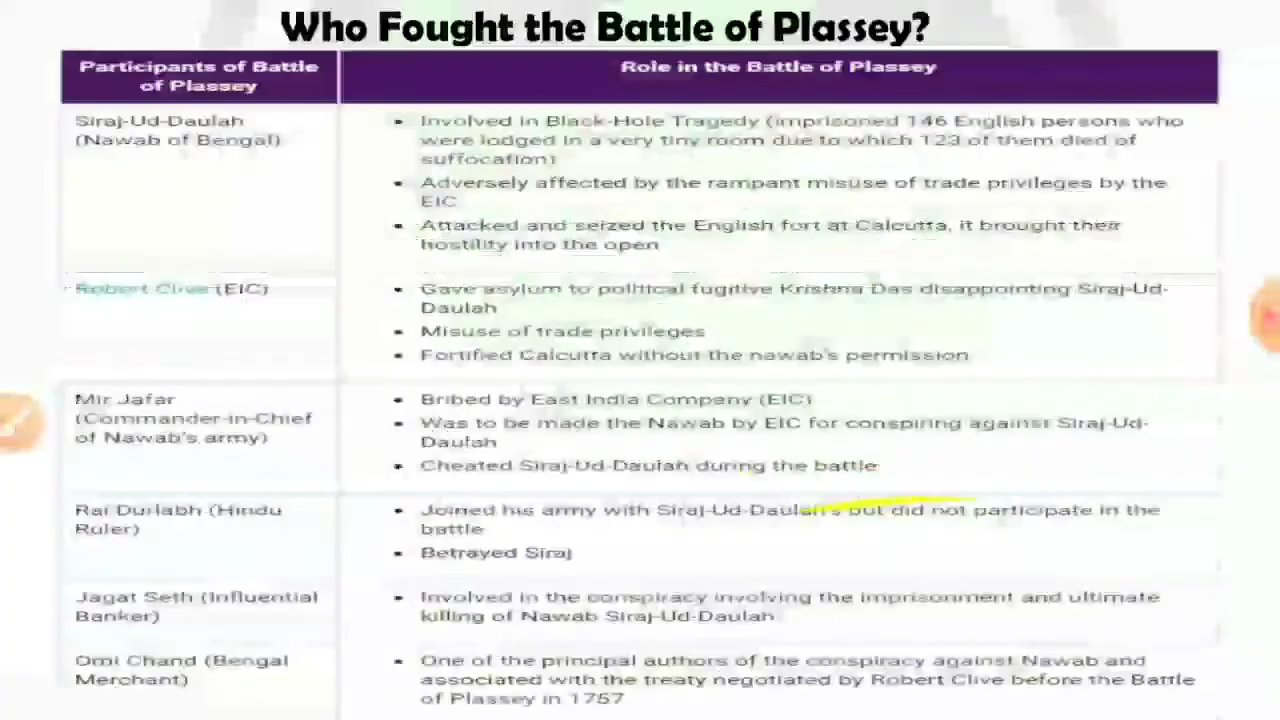 Who Fought the Battle of Plassey?
Participants of Battle
of Plassey
Role in the Battle of Plassey
Siraj-Ud-Daulah
(Nawab of Bengal)
• Involved in Black-Hole Tragedy (imprisoned 146 English persons who
were lodged in a very tiny room due to which 123 of them died of
suffocation)
• Adversely affected by the rampant misuse of trade privileges by the
EIC
• Attacked and seized the English fort at Calcutta, it brought their
hostility into the open
Robert Clive (EIC)
• Gave asylum to political fugitive Krishna Das disappointing Siraj-Ud-
Daulah
• Misuse of trade privileges
• Fortified Calcutta without the nawab's permission
Mir Jafar
(Commander-in-Chief
of Nawab's army)
• Bribed by East India Company (EIC)
• Was to be made the Nawab by EIC for conspiring against Siraj-Ud-
Daulah
• Cheated Siraj-Ud-Daulah during the battle
Rai Durlabh (Hindu
Ruler)
• Joined his army with Siraj-Ud-Daulah's but did not participate in the
battle
• Betrayed Siraj
Jagat Seth (Influential
Banker)
• Involved in the conspiracy involving the imprisonment and ultimate
killing of Nawab Siraj-Ud-Daulah
Omi Chand (Bengal
Merchant)
• One of the principal authors of the conspiracy against Nawab and
associated with the treaty negotiated by Robert Clive before the Battle
of Plassey in 1757